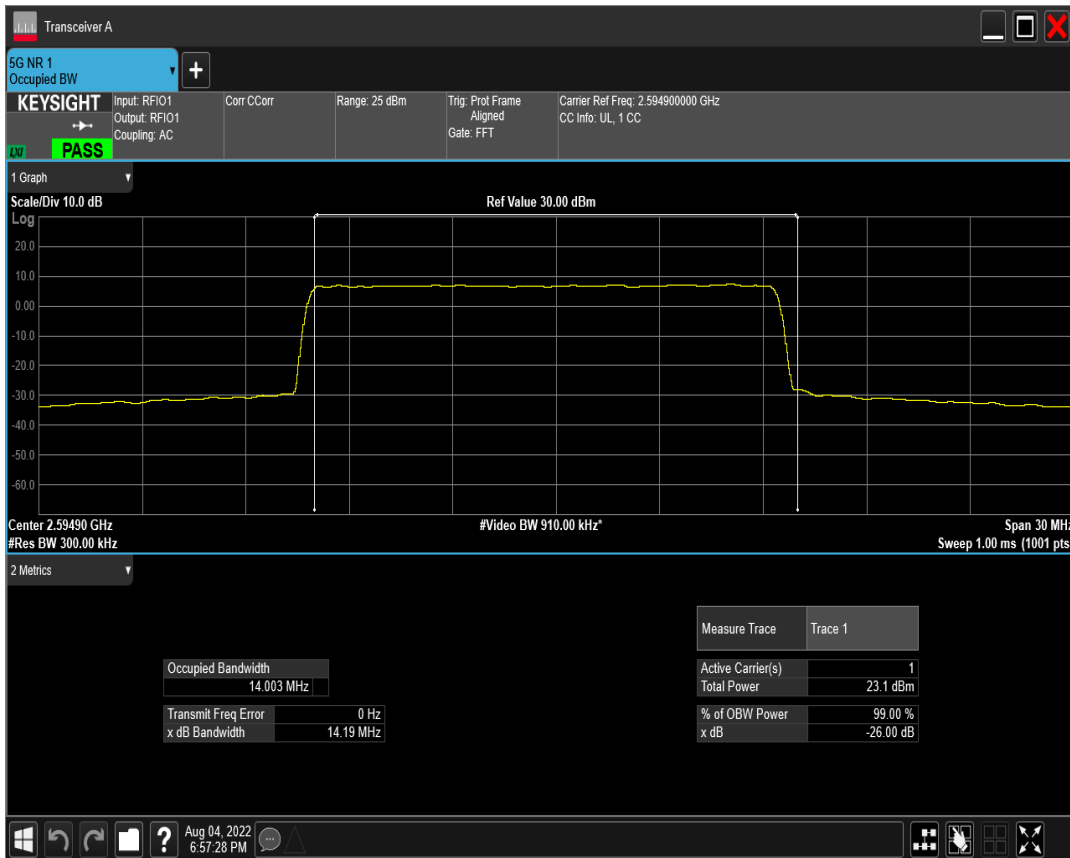 Transceiver A
5G NR 1
Occupied BW
KEYSIGHT
LXI
PASS
Input: RFIO1
Output: RFIO1
Coupling: AC
Corr CCorr
Range: 25 dBm
Trig: Prot Frame
Aligned
Gate: FFT
Carrier Ref Freq: 2.594900000 GHz
CC Info: UL, 1 CC
1 Graph
Scale/Div 10.0 dB
Ref Value 30.00 dBm
Log
20.0
10.0
0.00
-10.0
-20.0
-30.0
-40.0
-50.0
-60.0
Center 2.59490 GHz
#Video BW 910.00 kHz*
Span 30 MHz
#Res BW 300.00 kHz
Sweep 1.00 ms (1001 pts
2 Metrics
Measure Trace Trace 1
Occupied Bandwidth
14.003 MHz
Active Carrier(s) 1
Total Power 23.1 dBm
Transmit Freq Error 0 Hz
x dB Bandwidth 14.19 MHz
% of OBW Power 99.00 %
x dB -26.00 dB
?
Aug 04, 2022
6:57:28 PM